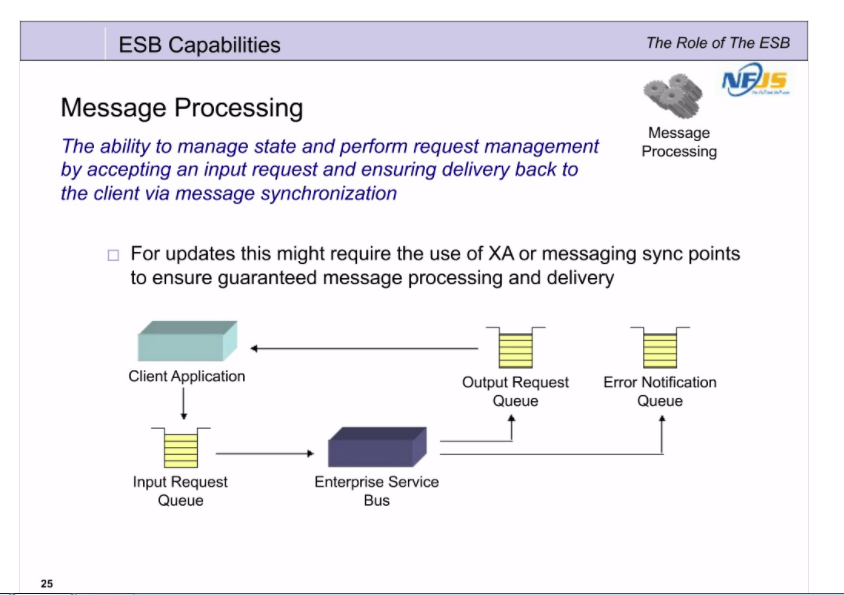 ESB Capabilities
The Role of The ESB
NFJS
Message Processing
Message
Processing
The ability to manage state and perform request management
by accepting an input request and ensuring delivery back to
the client via message synchronization
For updates this might require the use of XA or messaging sync points
to ensure guaranteed message processing and delivery
Client Application
Output Request
Queue
Error Notification
Queue
Input Request
Queue
Enterprise Service
Bus
25